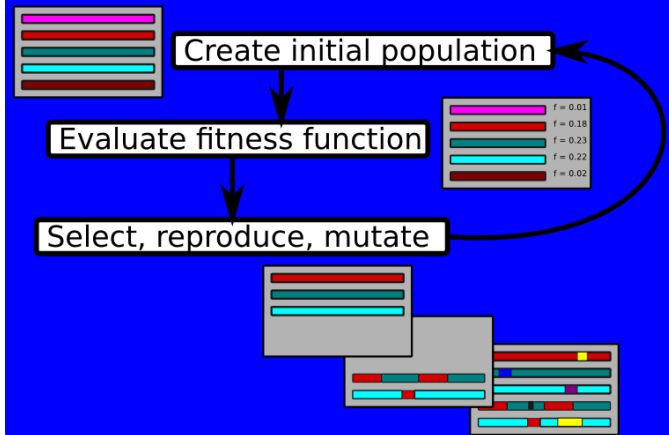 Create initial population
Evaluate fitness function
f = 0.01
f = 0.18
f = 0.23
f = 0.22
f = 0.02
Select, reproduce, mutate